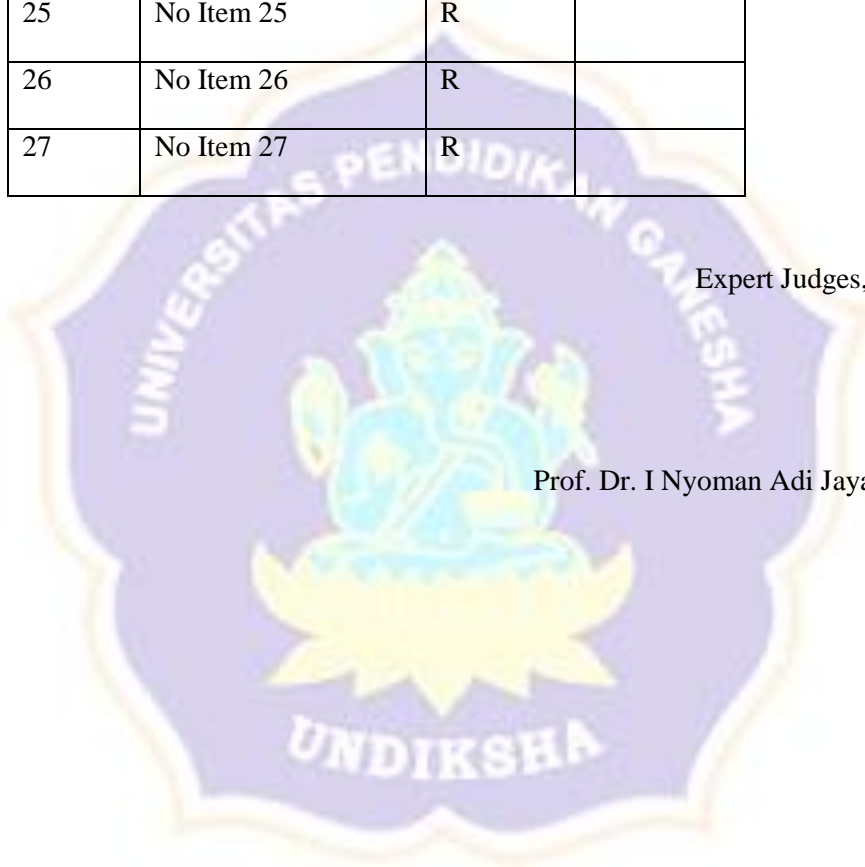 25 No Item 25 R
26 No Item 26 R
27 No Item 27 R
UNIVERSITAS PENDIDIKAN GANESHA
Expert Judges,
Prof. Dr. I Nyoman Adi Jaya
UNDIKSHA